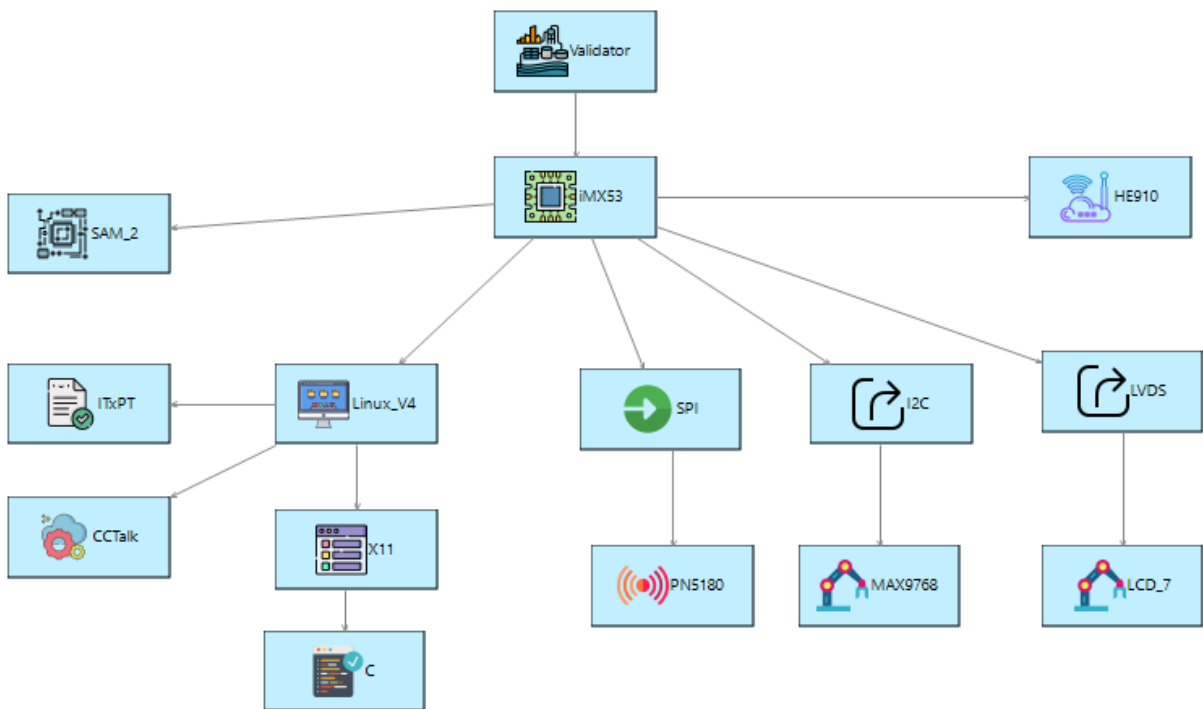 Validator
iMX53
HE910
SAM_2
ITxPT
Linux_V4
SPI
I2C
LVDS
CCTalk
X11
PN5180
MAX9768
LCD_7
C